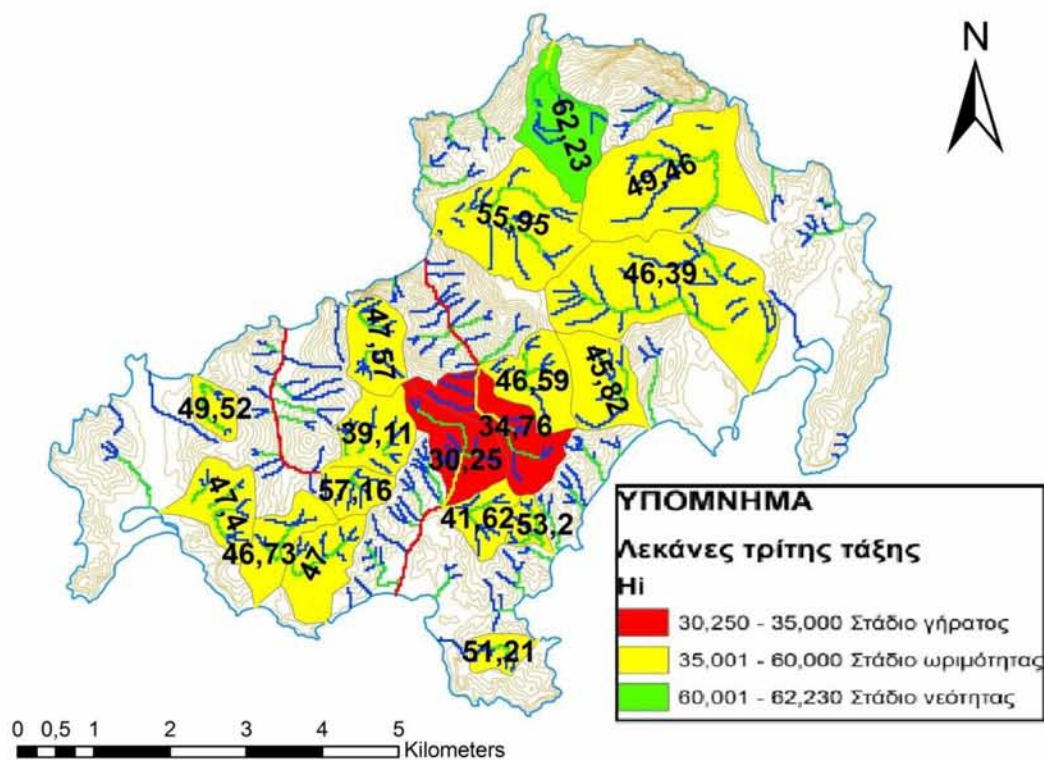 N
62,23
49,46
55,95
46,39
47,57
46,59
45,82
49,52
39,11
34,76
30,25
57,16
47,4
41,62
53,2
46,73
47
51,21
ΥΠΟΜΝΗΜΑ
Λεκάνες τρίτης τάξης
Hi
30,250 - 35,000 Στάδιο γήρατος
35,001 - 60,000 Στάδιο ωριμότητας
60,001 - 62,230 Στάδιο νεότητας
0 0,5 1 2 3 4 5
Kilometers